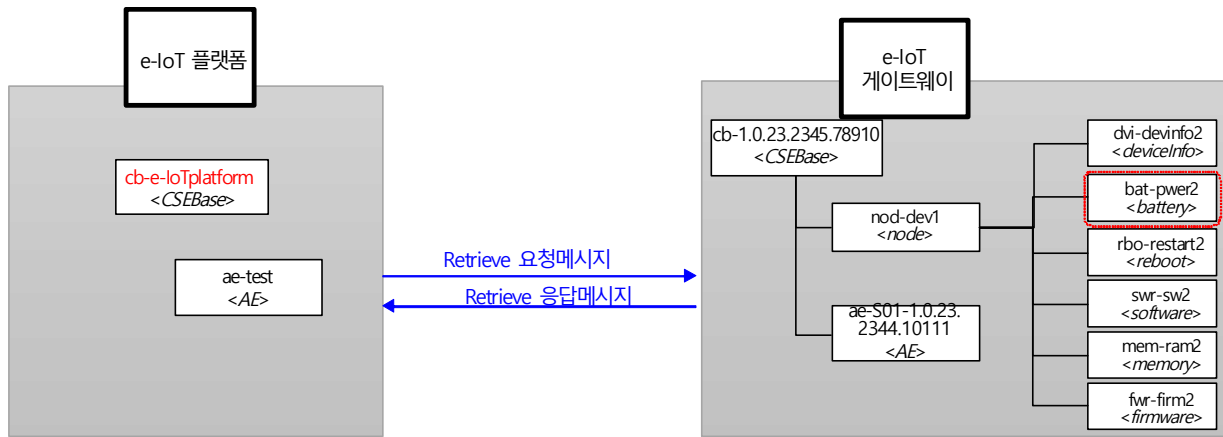 e-IoT 플랫폼
cb-e-IoTplatform
<CSEBase>
ae-test
<AE>
Retrieve 요청메시지
Retrieve 응답메시지
e-IoT
게이트웨이
cb-1.0.23.2345.78910
<CSEBase>
nod-dev1
<node>
ae-S01-1.0.23.
2344.10111
<AE>
dvi-devinfo2
<deviceInfo>
bat-pwer2
<battery>
rbo-restart2
<reboot>
swr-sw2
<software>
mem-ram2
<memory>
fwr-firm2
<firmware>